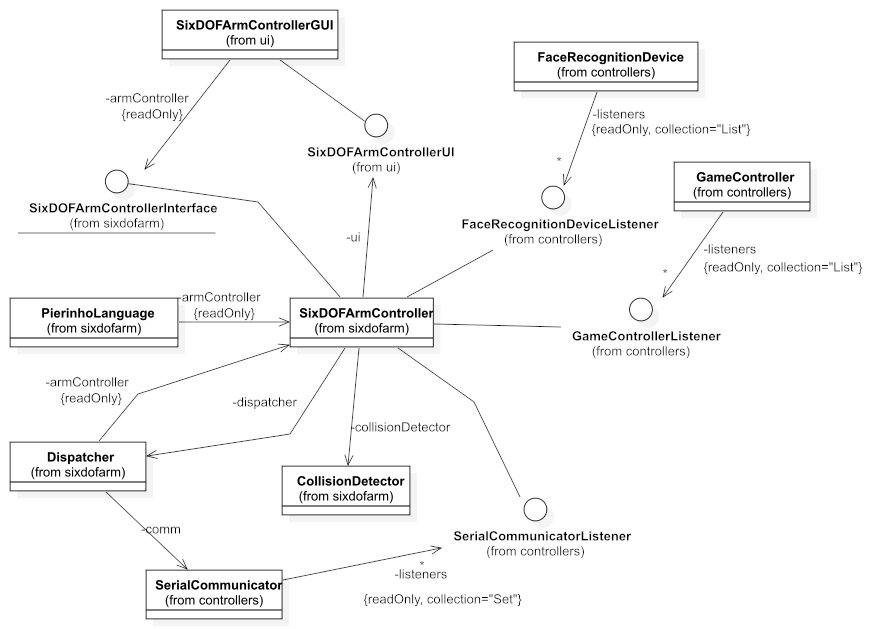 SixDOFArmControllerGUI
(from ui)
FaceRecognitionDevice
(from controllers)
-armController
{readOnly}
-listeners
{readOnly, collection="List"}
*
SixDOFArmControllerUI
(from ui)
GameController
(from controllers)
SixDOFArmControllerInterface
(from sixdofarm)
FaceRecognitionDeviceListener
(from controllers)
-ui
-listeners
{readOnly, collection="List"}
*
PierinhoLanguage
(from sixdofarm)
-armController
{readOnly}
SixDOFArmController
(from sixdofarm)
GameControllerListener
(from controllers)
-armController
{readOnly}
-dispatcher
-collisionDetector
Dispatcher
(from sixdofarm)
CollisionDetector
(from sixdofarm)
-comm
SerialCommunicatorListener
(from controllers)
SerialCommunicator
(from controllers)
*
-listeners
{readOnly, collection="Set"}